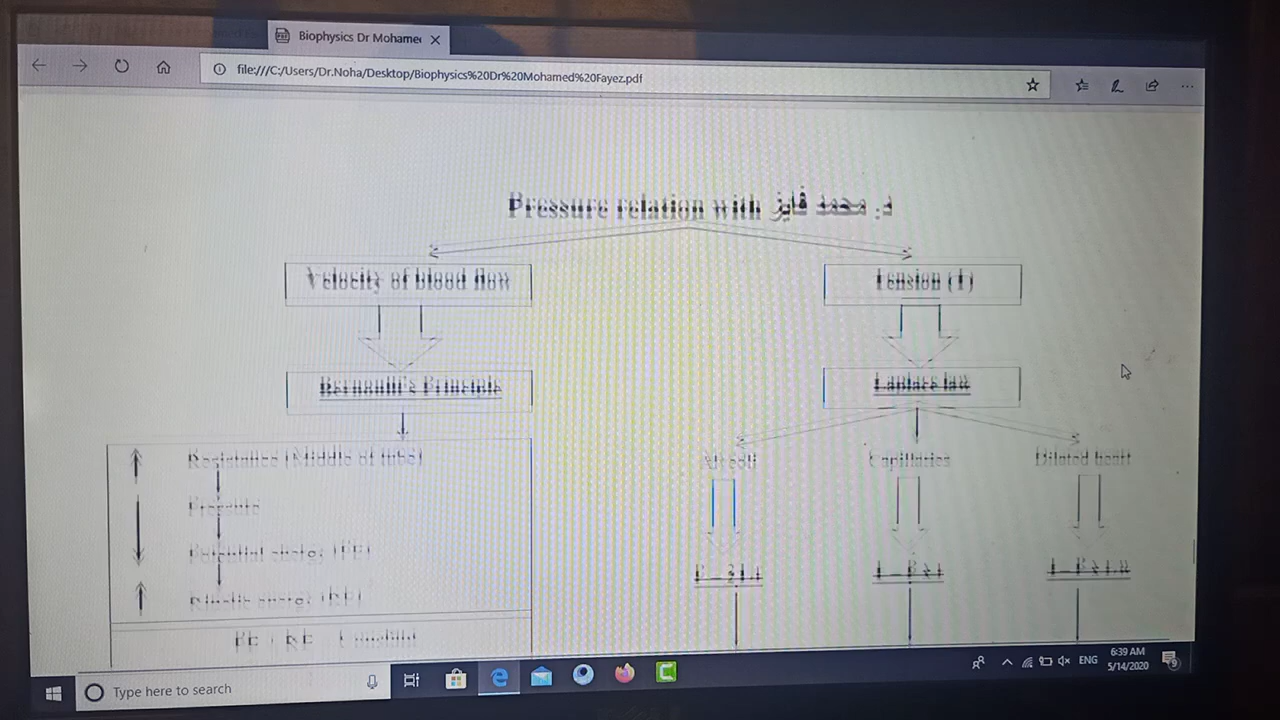 Biophysics Dr Mohamed
file:///C:/Users/Dr.Noha/Desktop/Biophysics%20Dr%20Mohamed%20Fayez.pdf
Pressure relation with د. محمد فايز
Velocity of blood flow
Tension (T)
Bernoulli's Principle
Laplace law
Resistance (Middle of tube)
Pressure
Potential energy (PE)
Kinetic energy (KE)
PE + KE = Constant
Alveoli
Capillaries
Dilated heart
Type here to search
ENG
6:39 AM
5/14/2020